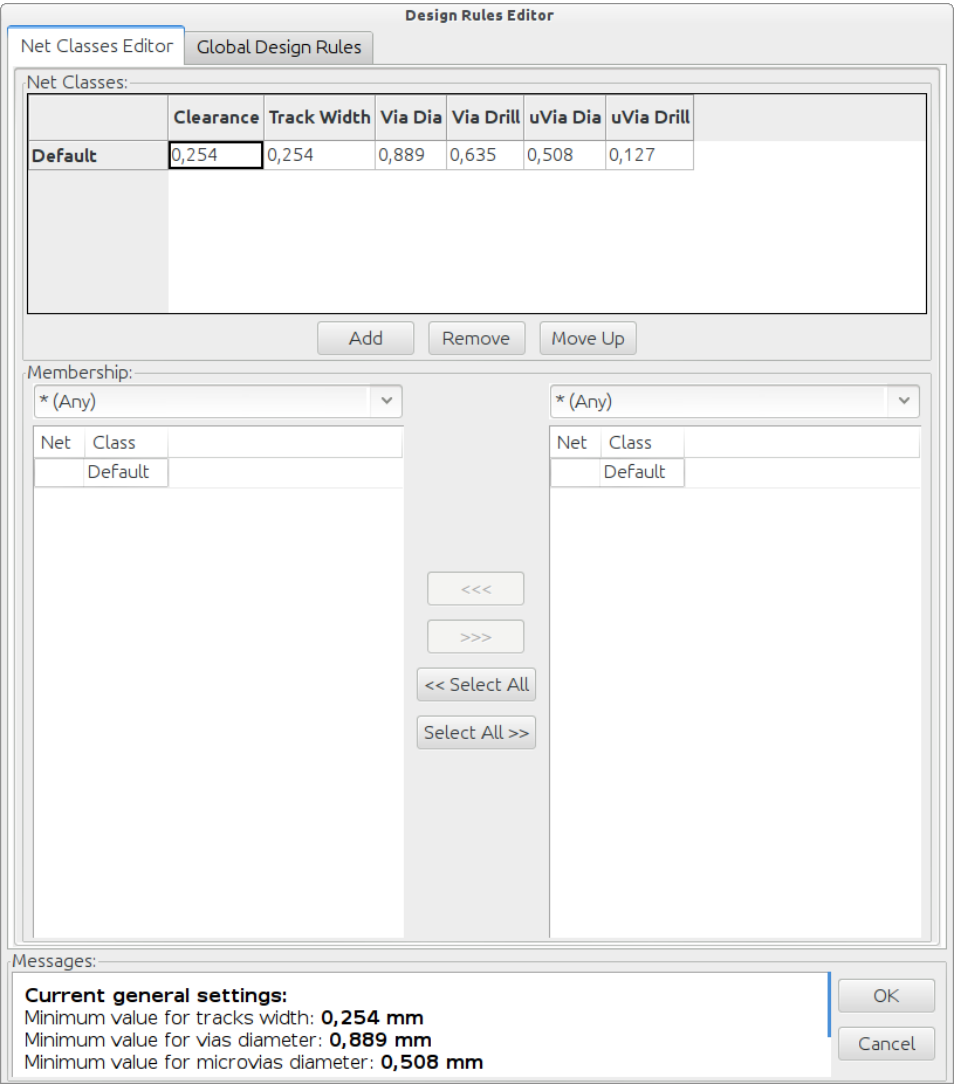 Design Rules Editor
Net Classes Editor Global Design Rules
Net Classes:
Clearance Track Width Via Dia Via Drill uVia Dia uVia Drill
Default 0,254 0,254 0,889 0,635 0,508 0,127
Add Remove Move Up
Membership:
* (Any) * (Any)
Net Class Net Class
Default Default
<<<
>>>
<< Select All
Select All >>
Messages:
Current general settings:
Minimum value for tracks width: 0,254 mm
Minimum value for vias diameter: 0,889 mm
Minimum value for microvias diameter: 0,508 mm
OK
Cancel